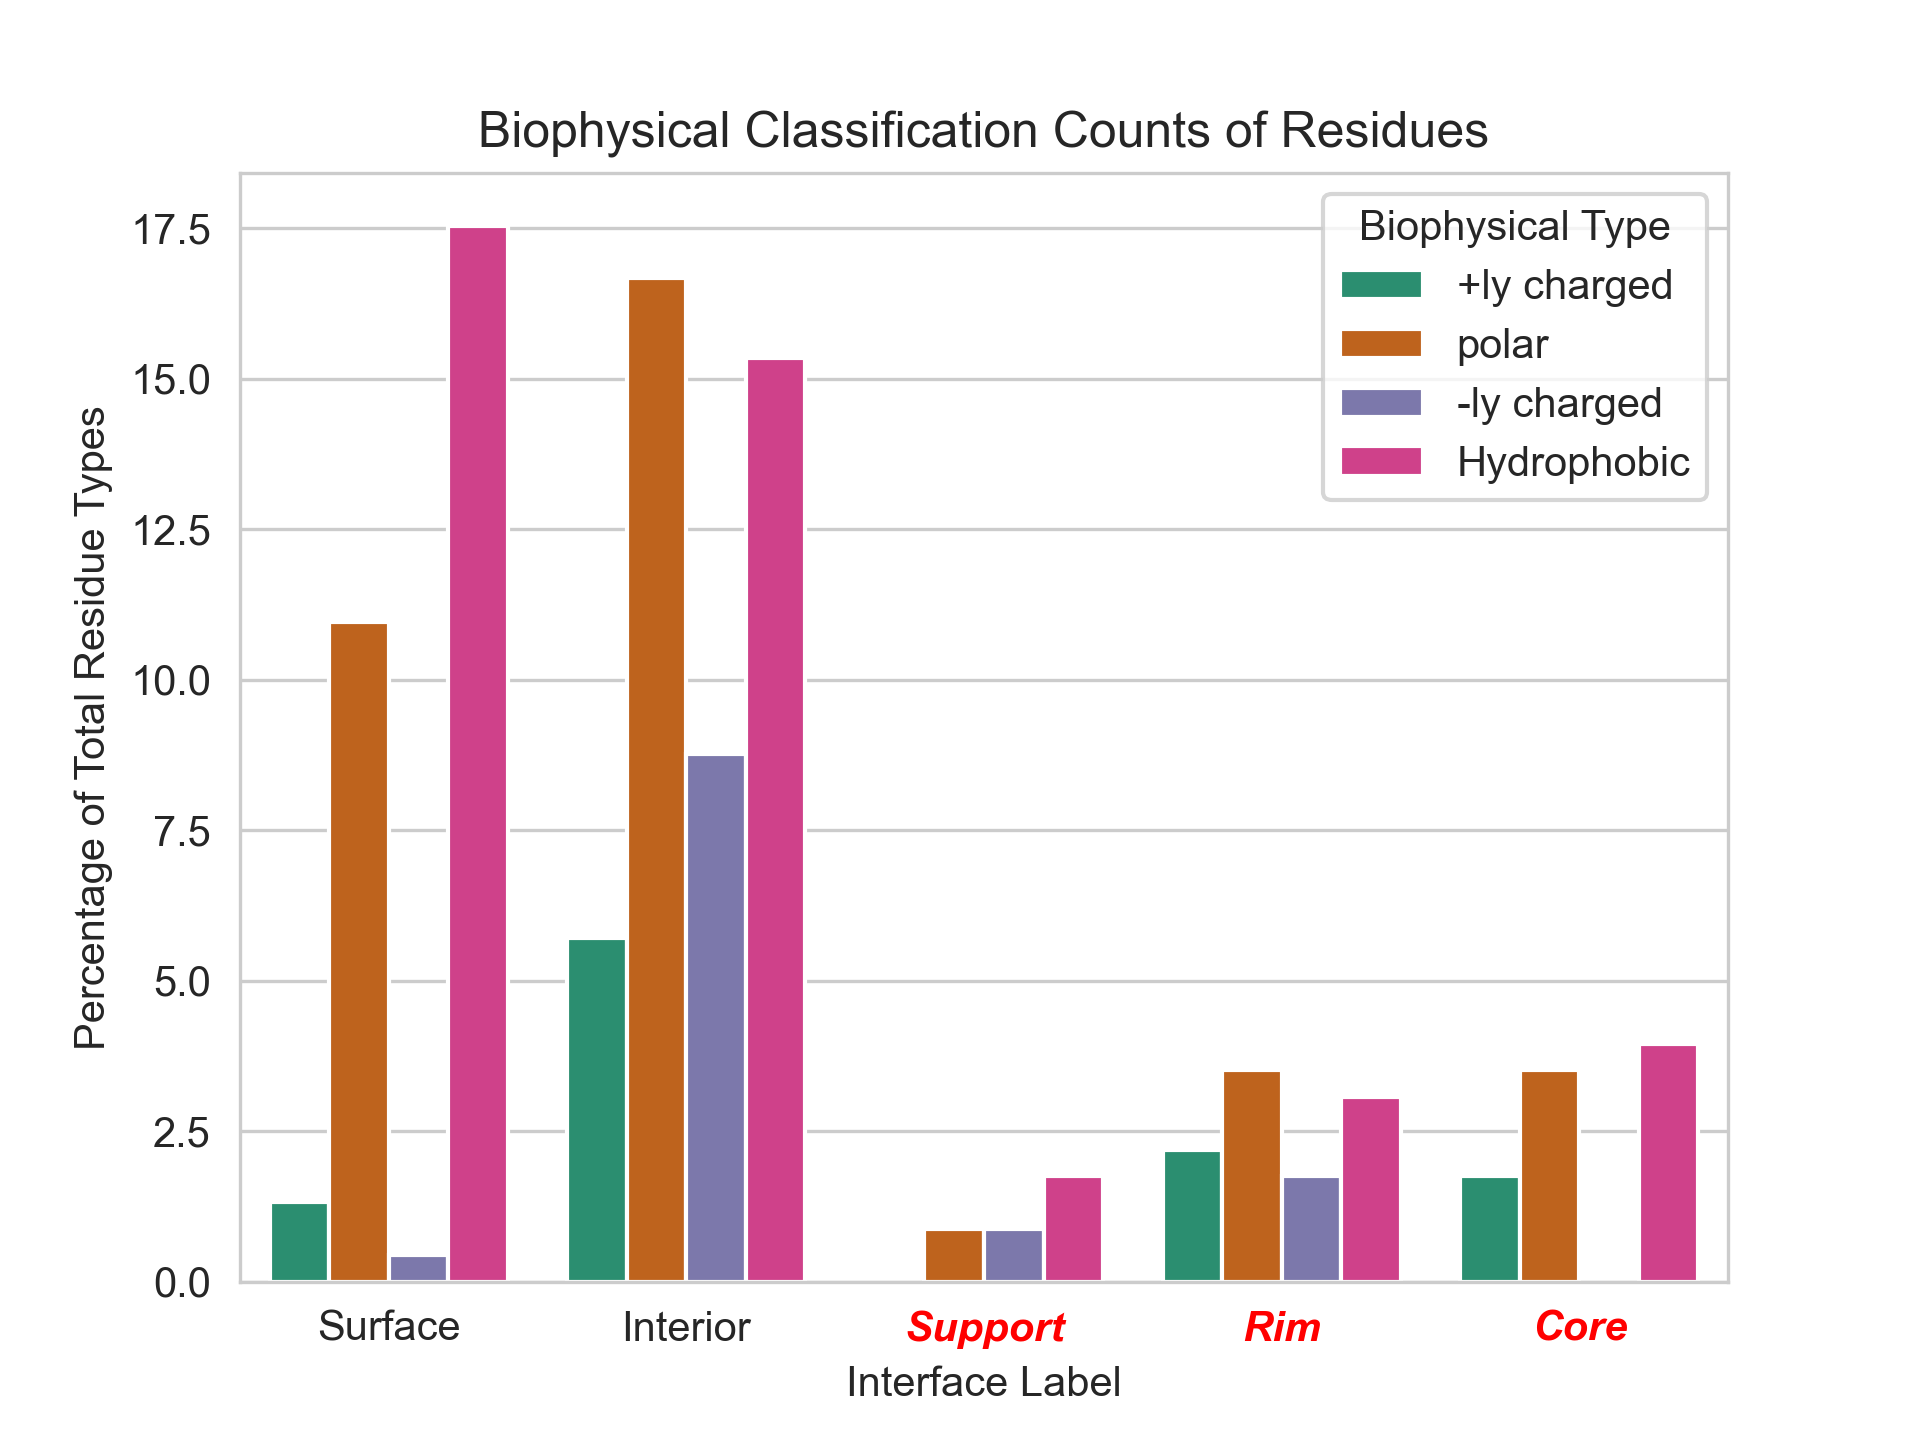 Biophysical Classification Counts of Residues
Percentage of Total Residue Types
17.5
15.0
12.5
10.0
7.5
5.0
2.5
0.0
Biophysical Type
+ly charged
polar
-ly charged
Hydrophobic
Surface
Interior
Support
Rim
Core
Interface Label